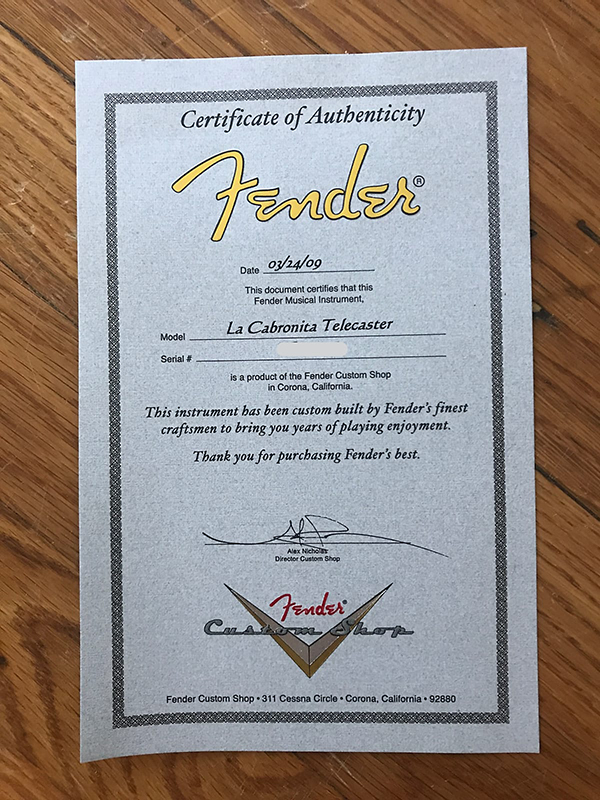 Certificate of Authenticity
Fender®
Date 03/24/09
This document certifies that this
Fender Musical Instrument,
Model La Cabronita Telecaster
Serial #
is a product of the Fender Custom Shop
in Corona, California.
This instrument has been custom built by Fender's finest
craftsmen to bring you years of playing enjoyment.
Thank you for purchasing Fender's best.
Alex Nicholas
Director Custom Shop
Fender®
Custom Shop
Fender Custom Shop • 311 Cessna Circle • Corona, California • 92880